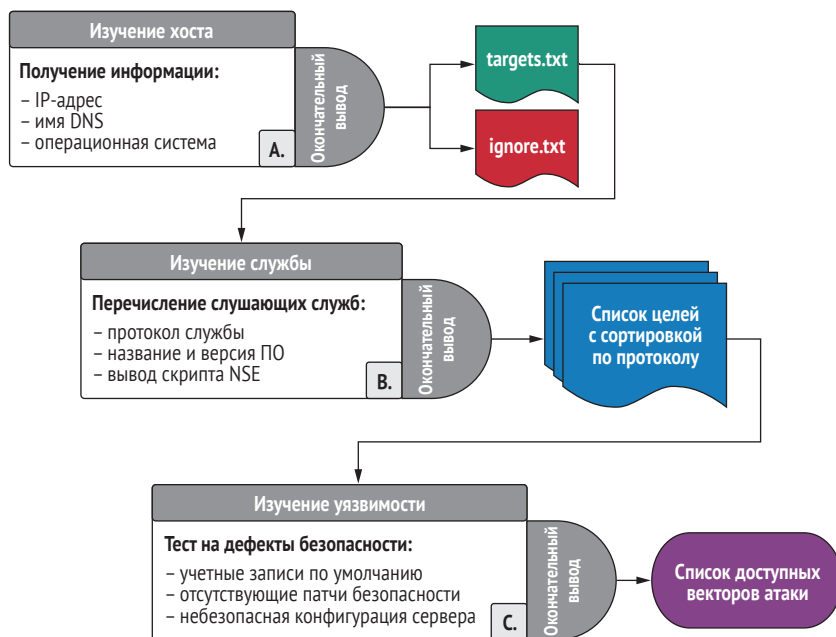 Изучение хоста
Получение информации:
– IP-адрес
– имя DNS
– операционная система
A.
Окончательный
вывод
targets.txt
ignore.txt
Изучение службы
Перечисление слушающих служб:
– протокол службы
– название и версия ПО
– вывод скрипта NSE
B.
Окончательный
вывод
Список целей
с сортировкой
по протоколу
Изучение уязвимости
Тест на дефекты безопасности:
– учетные записи по умолчанию
– отсутствующие патчи безопасности
– небезопасная конфигурация сервера
C.
Окончательный
вывод
Список доступных
векторов атаки